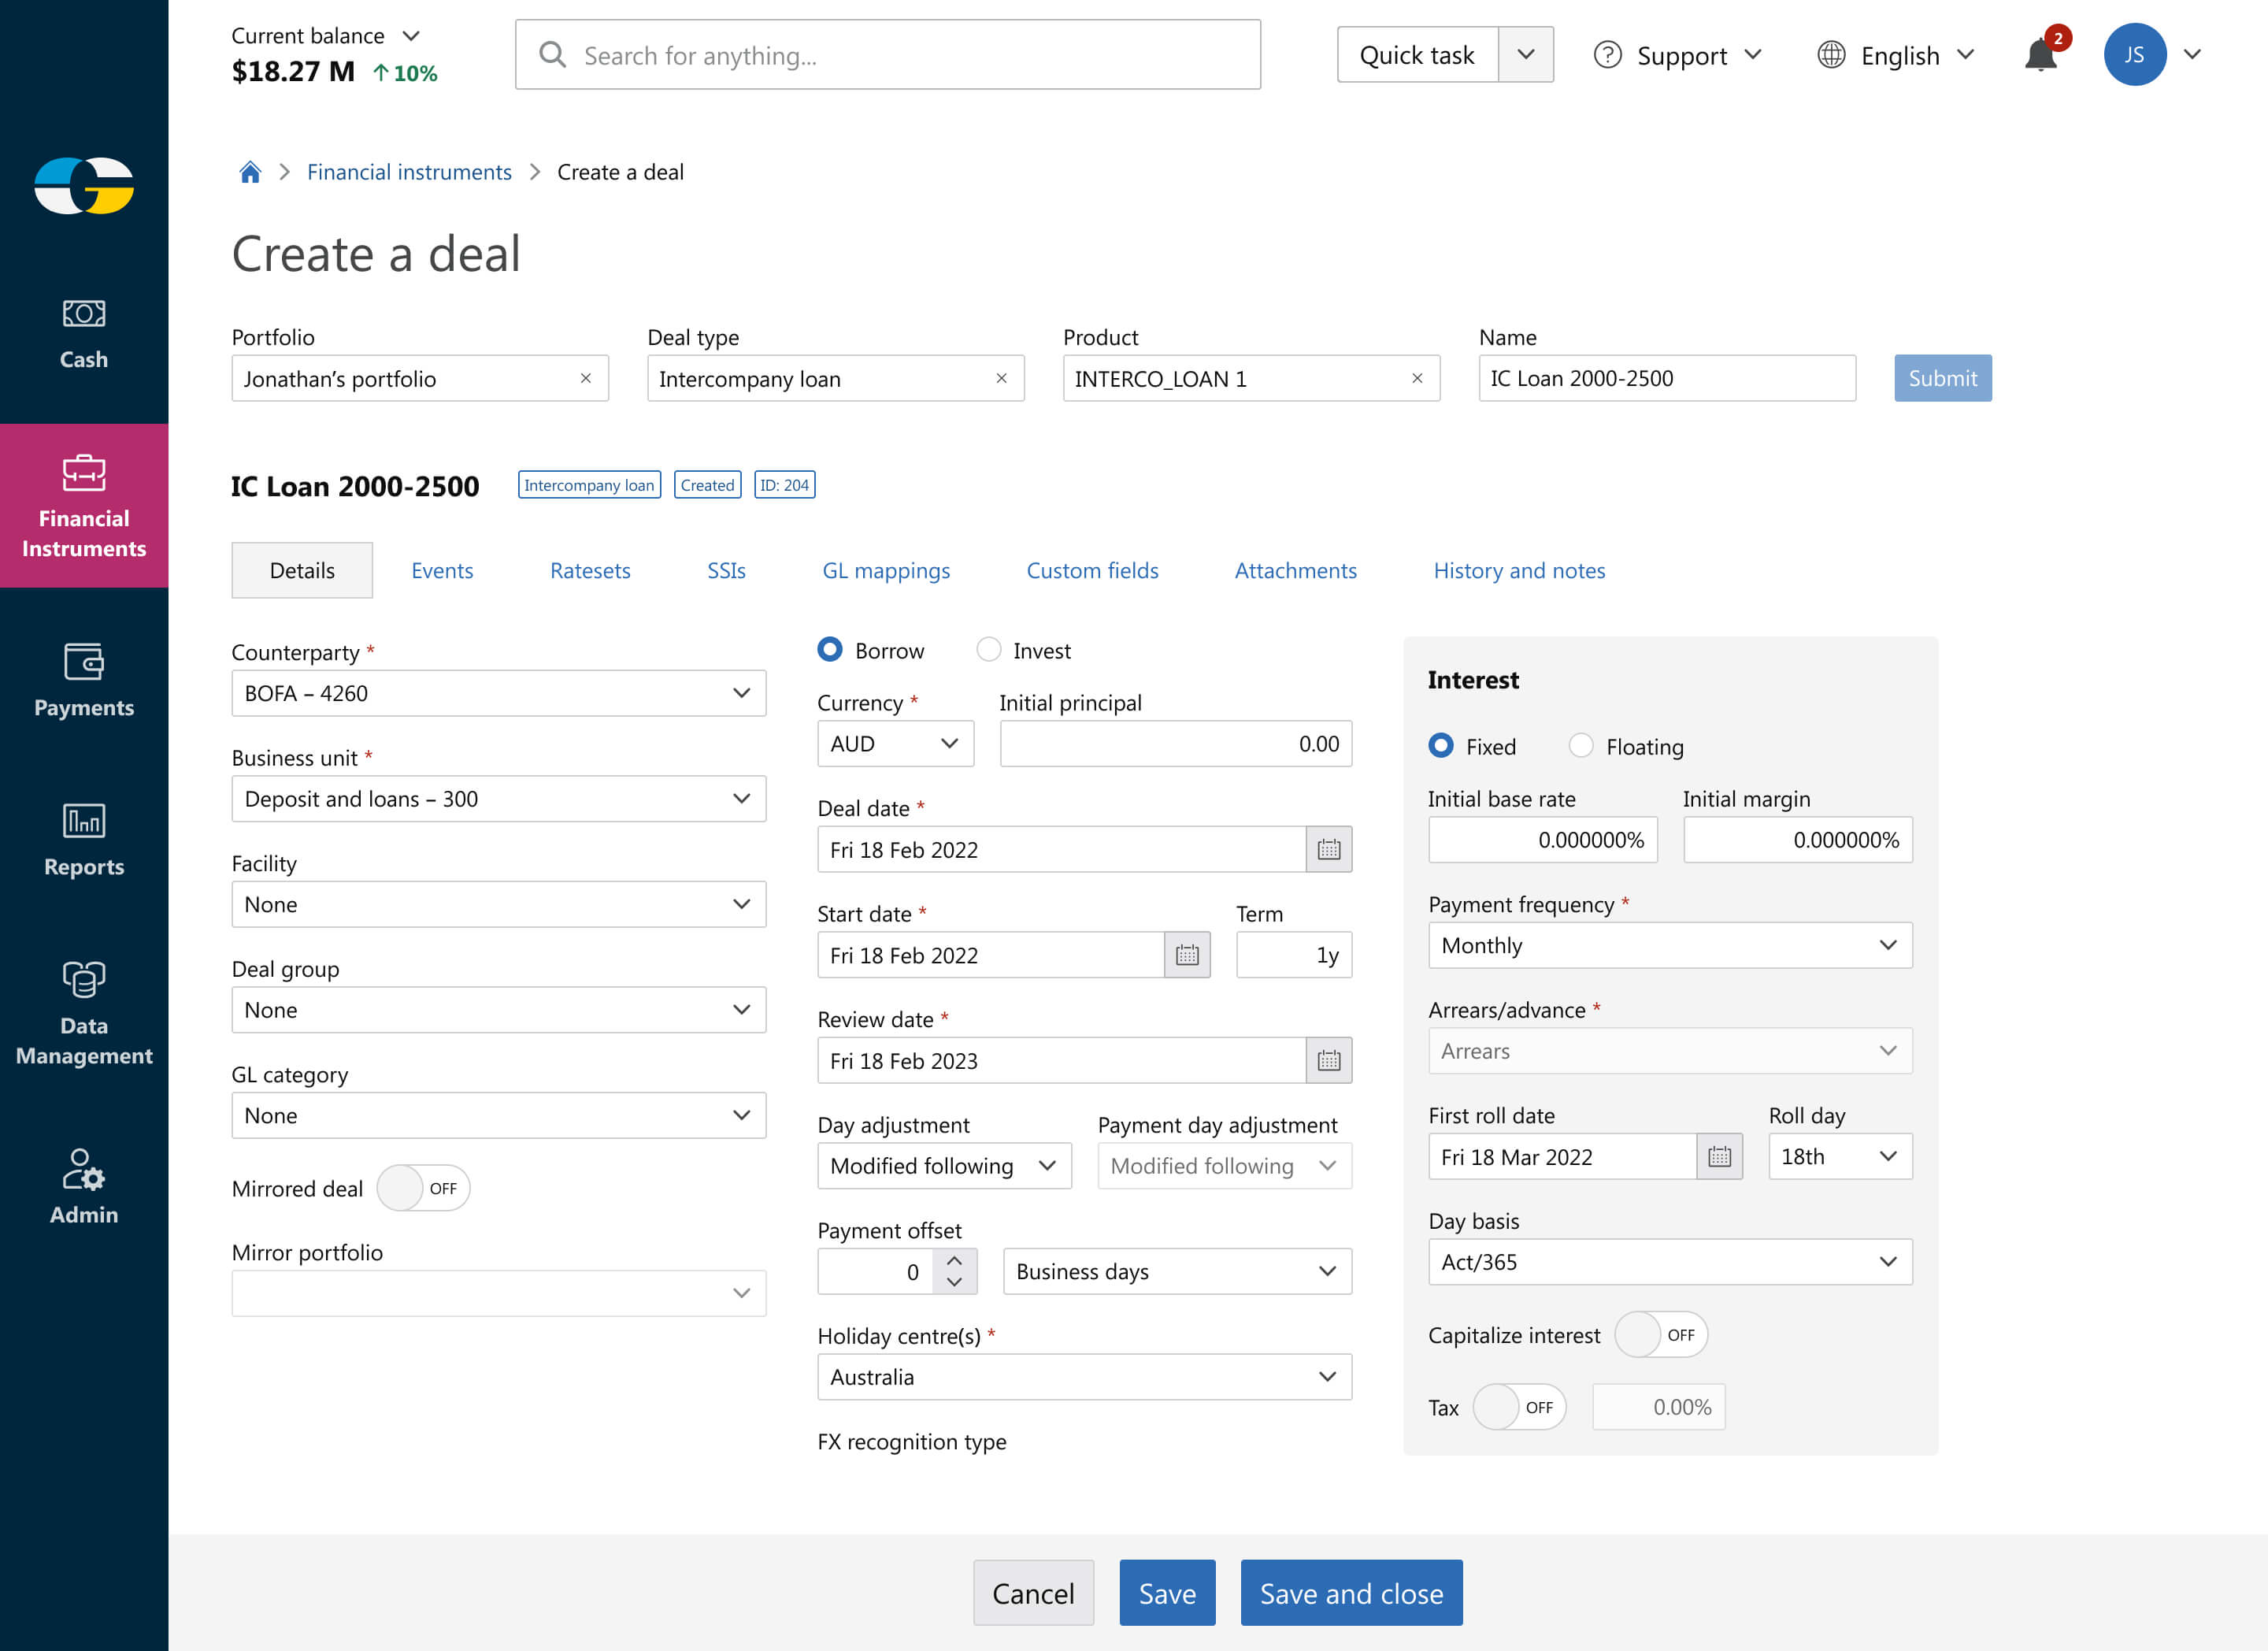 Current balance
$18.27 M 10%
Search for anything...
Quick task
Support
English
2
JS
Financial instruments
Create a deal
Create a deal
Cash
Financial
Instruments
Payments
Reports
Data
Management
Admin
Portfolio
Jonathan’s portfolio
Deal type
Intercompany loan
Product
INTERCO_LOAN 1
Name
IC Loan 2000-2500
Submit
IC Loan 2000-2500
Intercompany loan
Created
ID: 204
Details
Events
Ratesets
SSIs
GL mappings
Custom fields
Attachments
History and notes
Counterparty *
BOFA – 4260
Business unit *
Deposit and loans – 300
Facility
None
Deal group
None
GL category
None
Mirrored deal OFF
Mirror portfolio
Borrow
Invest
Currency *
AUD
Initial principal
0.00
Deal date *
Fri 18 Feb 2022
Start date *
Fri 18 Feb 2022
Term
1y
Review date *
Fri 18 Feb 2023
Day adjustment
Modified following
Payment day adjustment
Modified following
Payment offset
0
Business days
Holiday centre(s) *
Australia
FX recognition type
Interest
Fixed
Floating
Initial base rate
0.000000%
Initial margin
0.000000%
Payment frequency *
Monthly
Arrears/advance *
Arrears
First roll date
Fri 18 Mar 2022
Roll day
18th
Day basis
Act/365
Capitalize interest OFF
Tax OFF 0.00%
Cancel
Save
Save and close